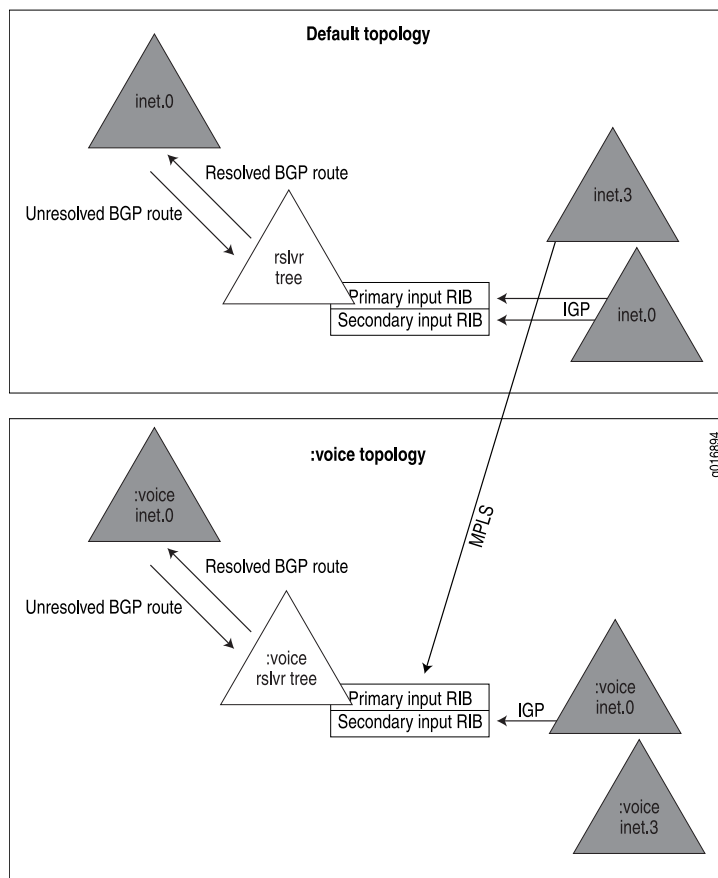 Default topology
inet.0
Resolved BGP route
Unresolved BGP route
rslvr
tree
inet.3
Primary input RIB
Secondary input RIB
IGP
inet.0
:voice topology
g016894
:voice
inet.0
MPLS
Resolved BGP route
Unresolved BGP route
:voice
rslvr tree
Primary input RIB
Secondary input RIB
IGP
:voice
inet.0
:voice
inet.3